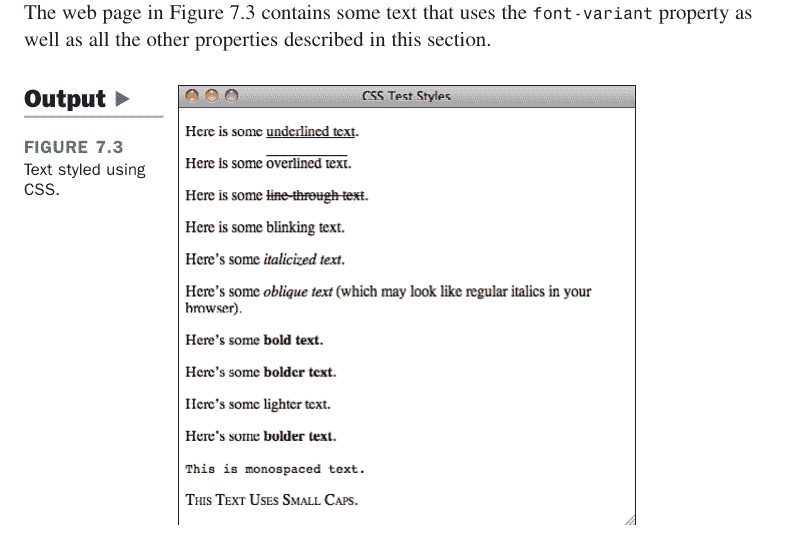 The web page in Figure 7.3 contains some text that uses the font-variant property as
well as all the other properties described in this section.
Output ▶
FIGURE 7.3
Text styled using
CSS.
CSS Test Styles
Here is some underlined text.
Here is some overlined text.
Here is some line-through text.
Here is some blinking text.
Here's some italicized text.
Here's some oblique text (which may look like regular italics in your
browser).
Here's some bold text.
Here's some bolder text.
Here's some lighter text.
Here's some bolder text.
This is monospaced text.
This Text Uses Small Caps.